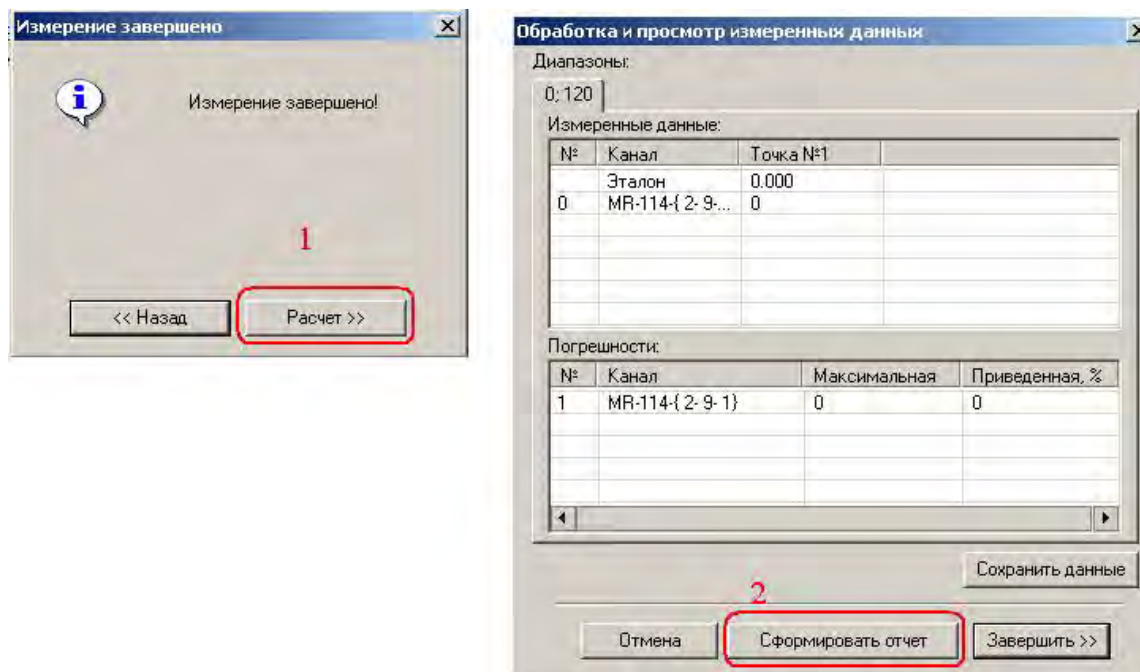 Измерение завершено
Измерение завершено!
1
<< Назад
Расчет >>
Обработка и просмотр измеренных данных
Диапазоны:
0; 120
Измеренные данные:
№ Канал Точка №1
Эталон 0.000
0 MR-114-{ 2- 9-... 0
Погрешности:
№ Канал Максимальная Приведенная, %
1 MR-114-{ 2- 9- 1} 0 0
Сохранить данные
2
Отмена
Сформировать отчет
Завершить >>